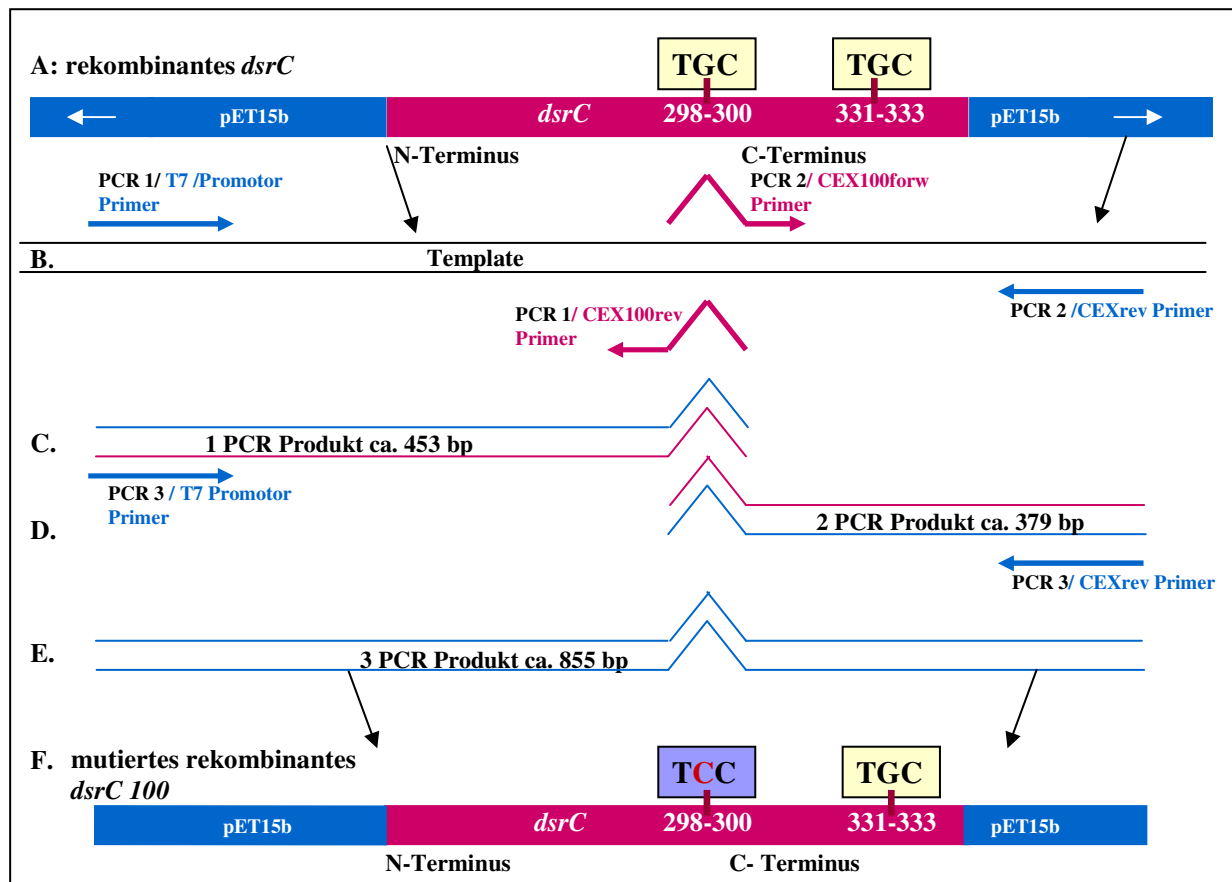 A: rekombinantes dsrC
TGC
TGC
pET15b
dsrC
298-300
331-333
pET15b
N-Terminus
C-Terminus
PCR 1/ T7 /Promotor
Primer
PCR 2/ CEX100forw
Primer
B.
Template
PCR 1/ CEX100rev
Primer
PCR 2 /CEXrev Primer
C.
1 PCR Produkt ca. 453 bp
PCR 3 / T7 Promotor
Primer
D.
2 PCR Produkt ca. 379 bp
PCR 3/ CEXrev Primer
E.
3 PCR Produkt ca. 855 bp
F. mutiertes rekombinantes
dsrC 100
TCC
TGC
pET15b
dsrC
298-300
331-333
pET15b
N-Terminus
C- Terminus